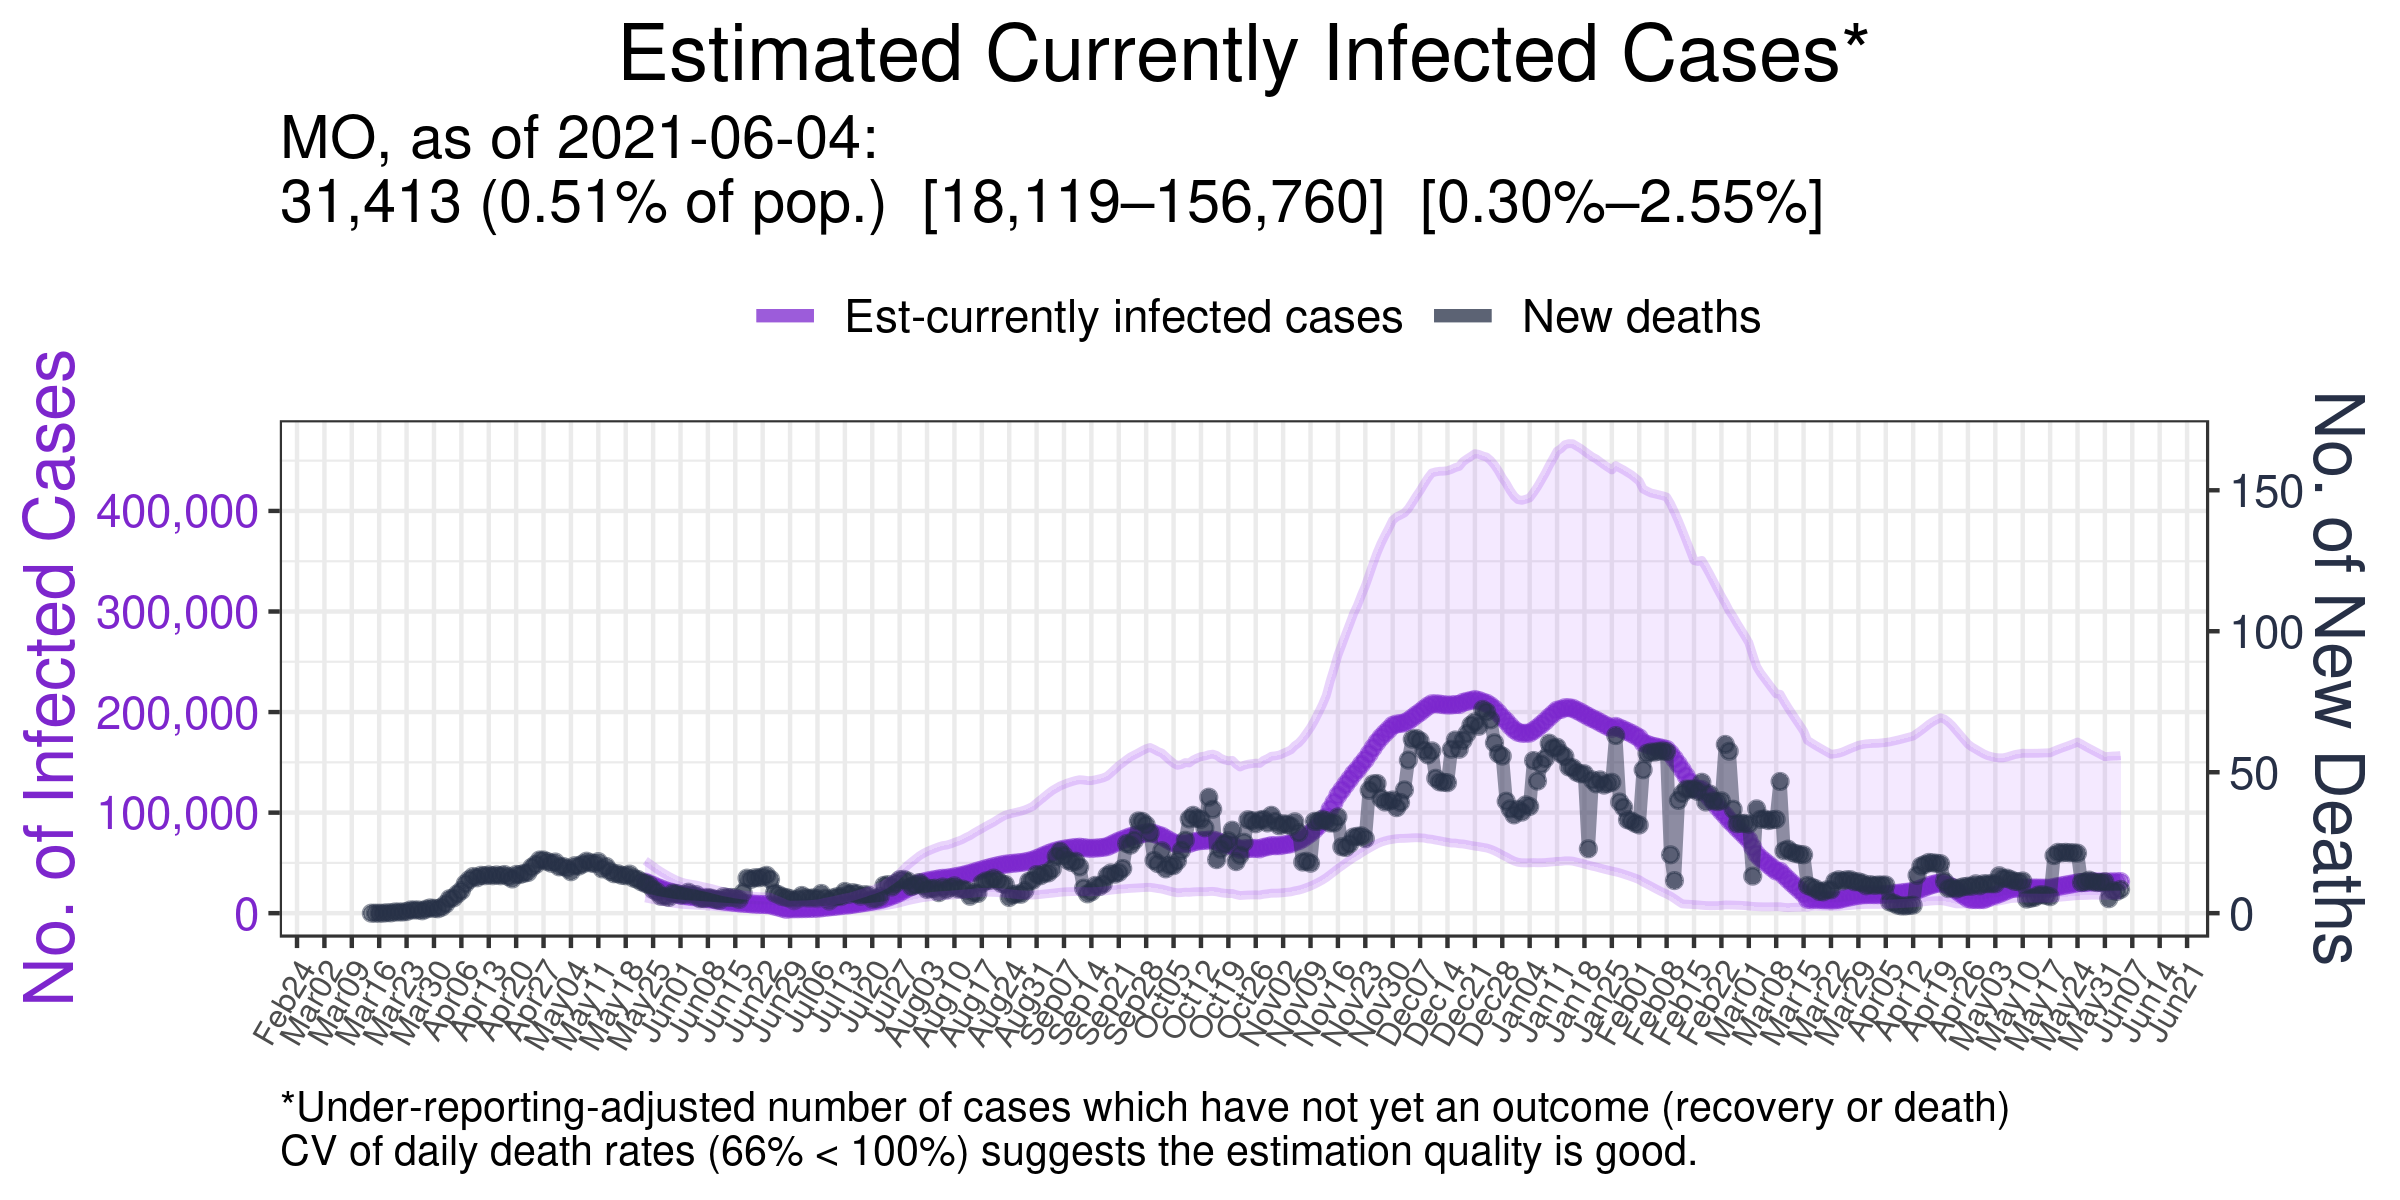 Estimated Currently Infected Cases*
MO, as of 2021-06-04:
31,413 (0.51% of pop.) [18,119–156,760] [0.30%–2.55%]
Est-currently infected cases
New deaths
No. of Infected Cases
400,000
300,000
200,000
100,000
0
150
100
50
0
No. of New Deaths
Feb24
Mar02
Mar09
Mar16
Mar23
Mar30
Apr06
Apr13
Apr20
Apr27
May04
May11
May18
May25
Jun01
Jun08
Jun15
Jun22
Jun29
Jul06
Jul13
Jul20
Jul27
Aug03
Aug10
Aug17
Aug24
Aug31
Sep07
Sep14
Sep21
Sep28
Oct05
Oct12
Oct19
Oct26
Nov02
Nov09
Nov16
Nov23
Nov30
Dec07
Dec14
Dec21
Dec28
Jan04
Jan11
Jan18
Jan25
Feb01
Feb08
Feb15
Feb22
Mar01
Mar08
Mar15
Mar22
Mar29
Apr05
Apr12
Apr19
Apr26
May03
May10
May17
May24
May31
Jun07
Jun14
Jun21
*Under-reporting-adjusted number of cases which have not yet an outcome (recovery or death)
CV of daily death rates (66% < 100%) suggests the estimation quality is good.